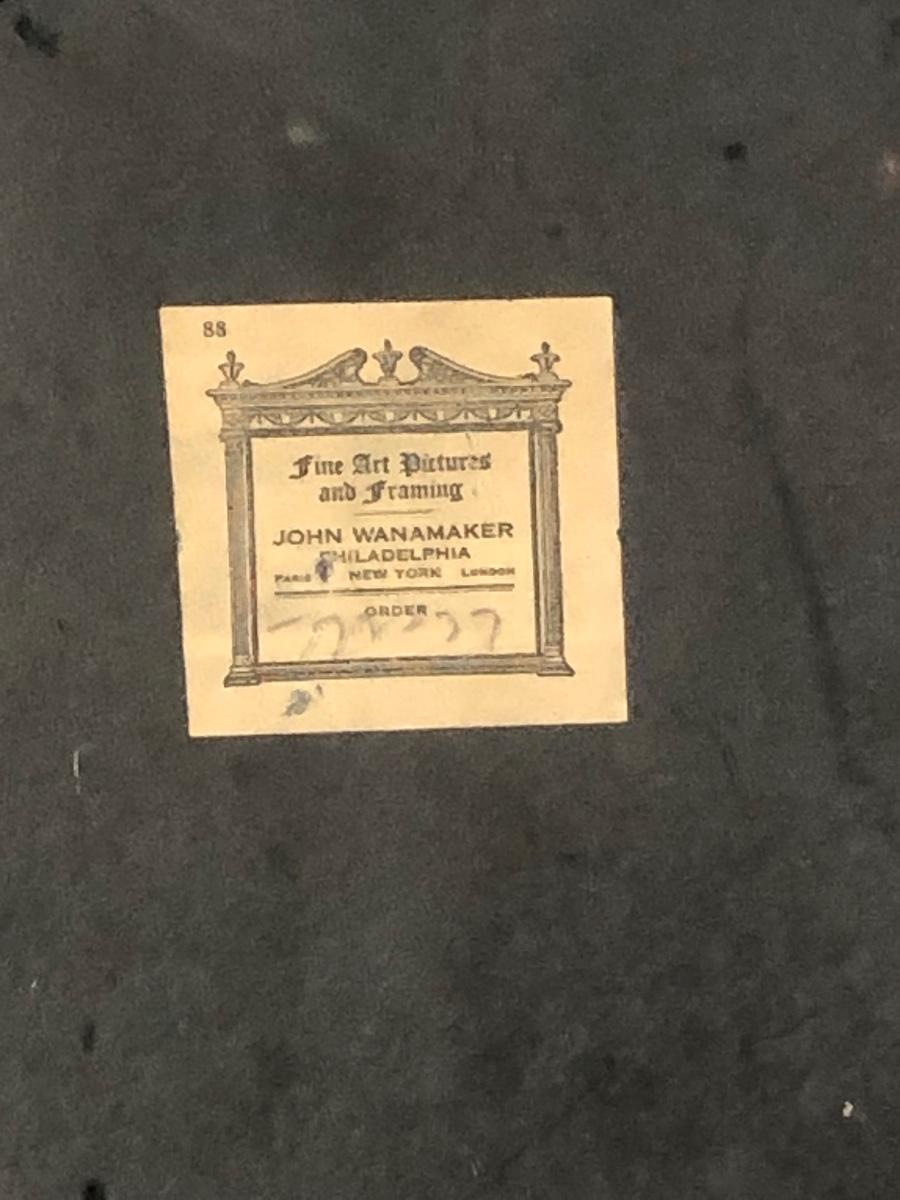 88
Fine Art Pictures
and Framing
JOHN WANAMAKER
PHILADELPHIA
PARIS NEW YORK LONDON
ORDER